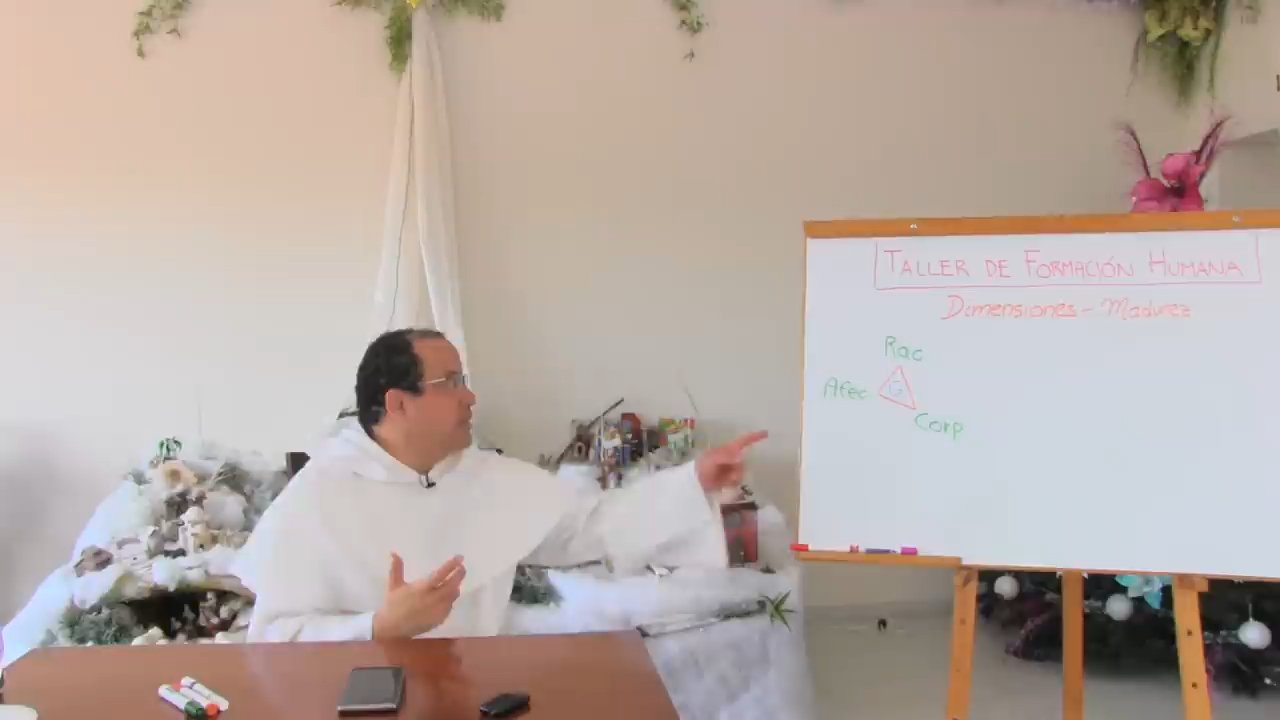 TALLER DE FORMACIÓN HUMANA
Dimensiones - Madurez
Rac
Afec
G
Corp